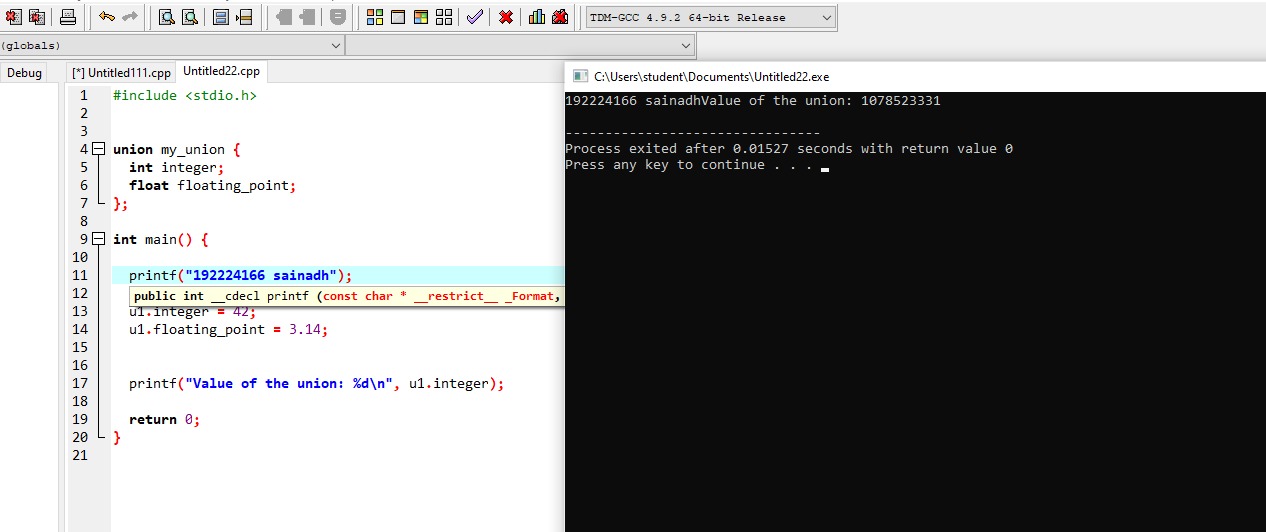 TDM-GCC 4.9.2 64-bit Release
(globals)
Debug
[*] Untitled111.cpp
Untitled22.cpp
1 #include <stdio.h>
2
3
4 union my_union {
5 int integer;
6 float floating_point;
7 };
8
9 int main() {
10
11 printf("192224166 sainadh");
12 public int __cdecl printf (const char * __restrict__ _Format,
13 u1.integer = 42;
14 u1.floating_point = 3.14;
15
16
17 printf("Value of the union: %d\n", u1.integer);
18
19 return 0;
20 }
21
C:\Users\student\Documents\Untitled22.exe
192224166 sainadhValue of the union: 1078523331
--------------------------------
Process exited after 0.01527 seconds with return value 0
Press any key to continue . . .